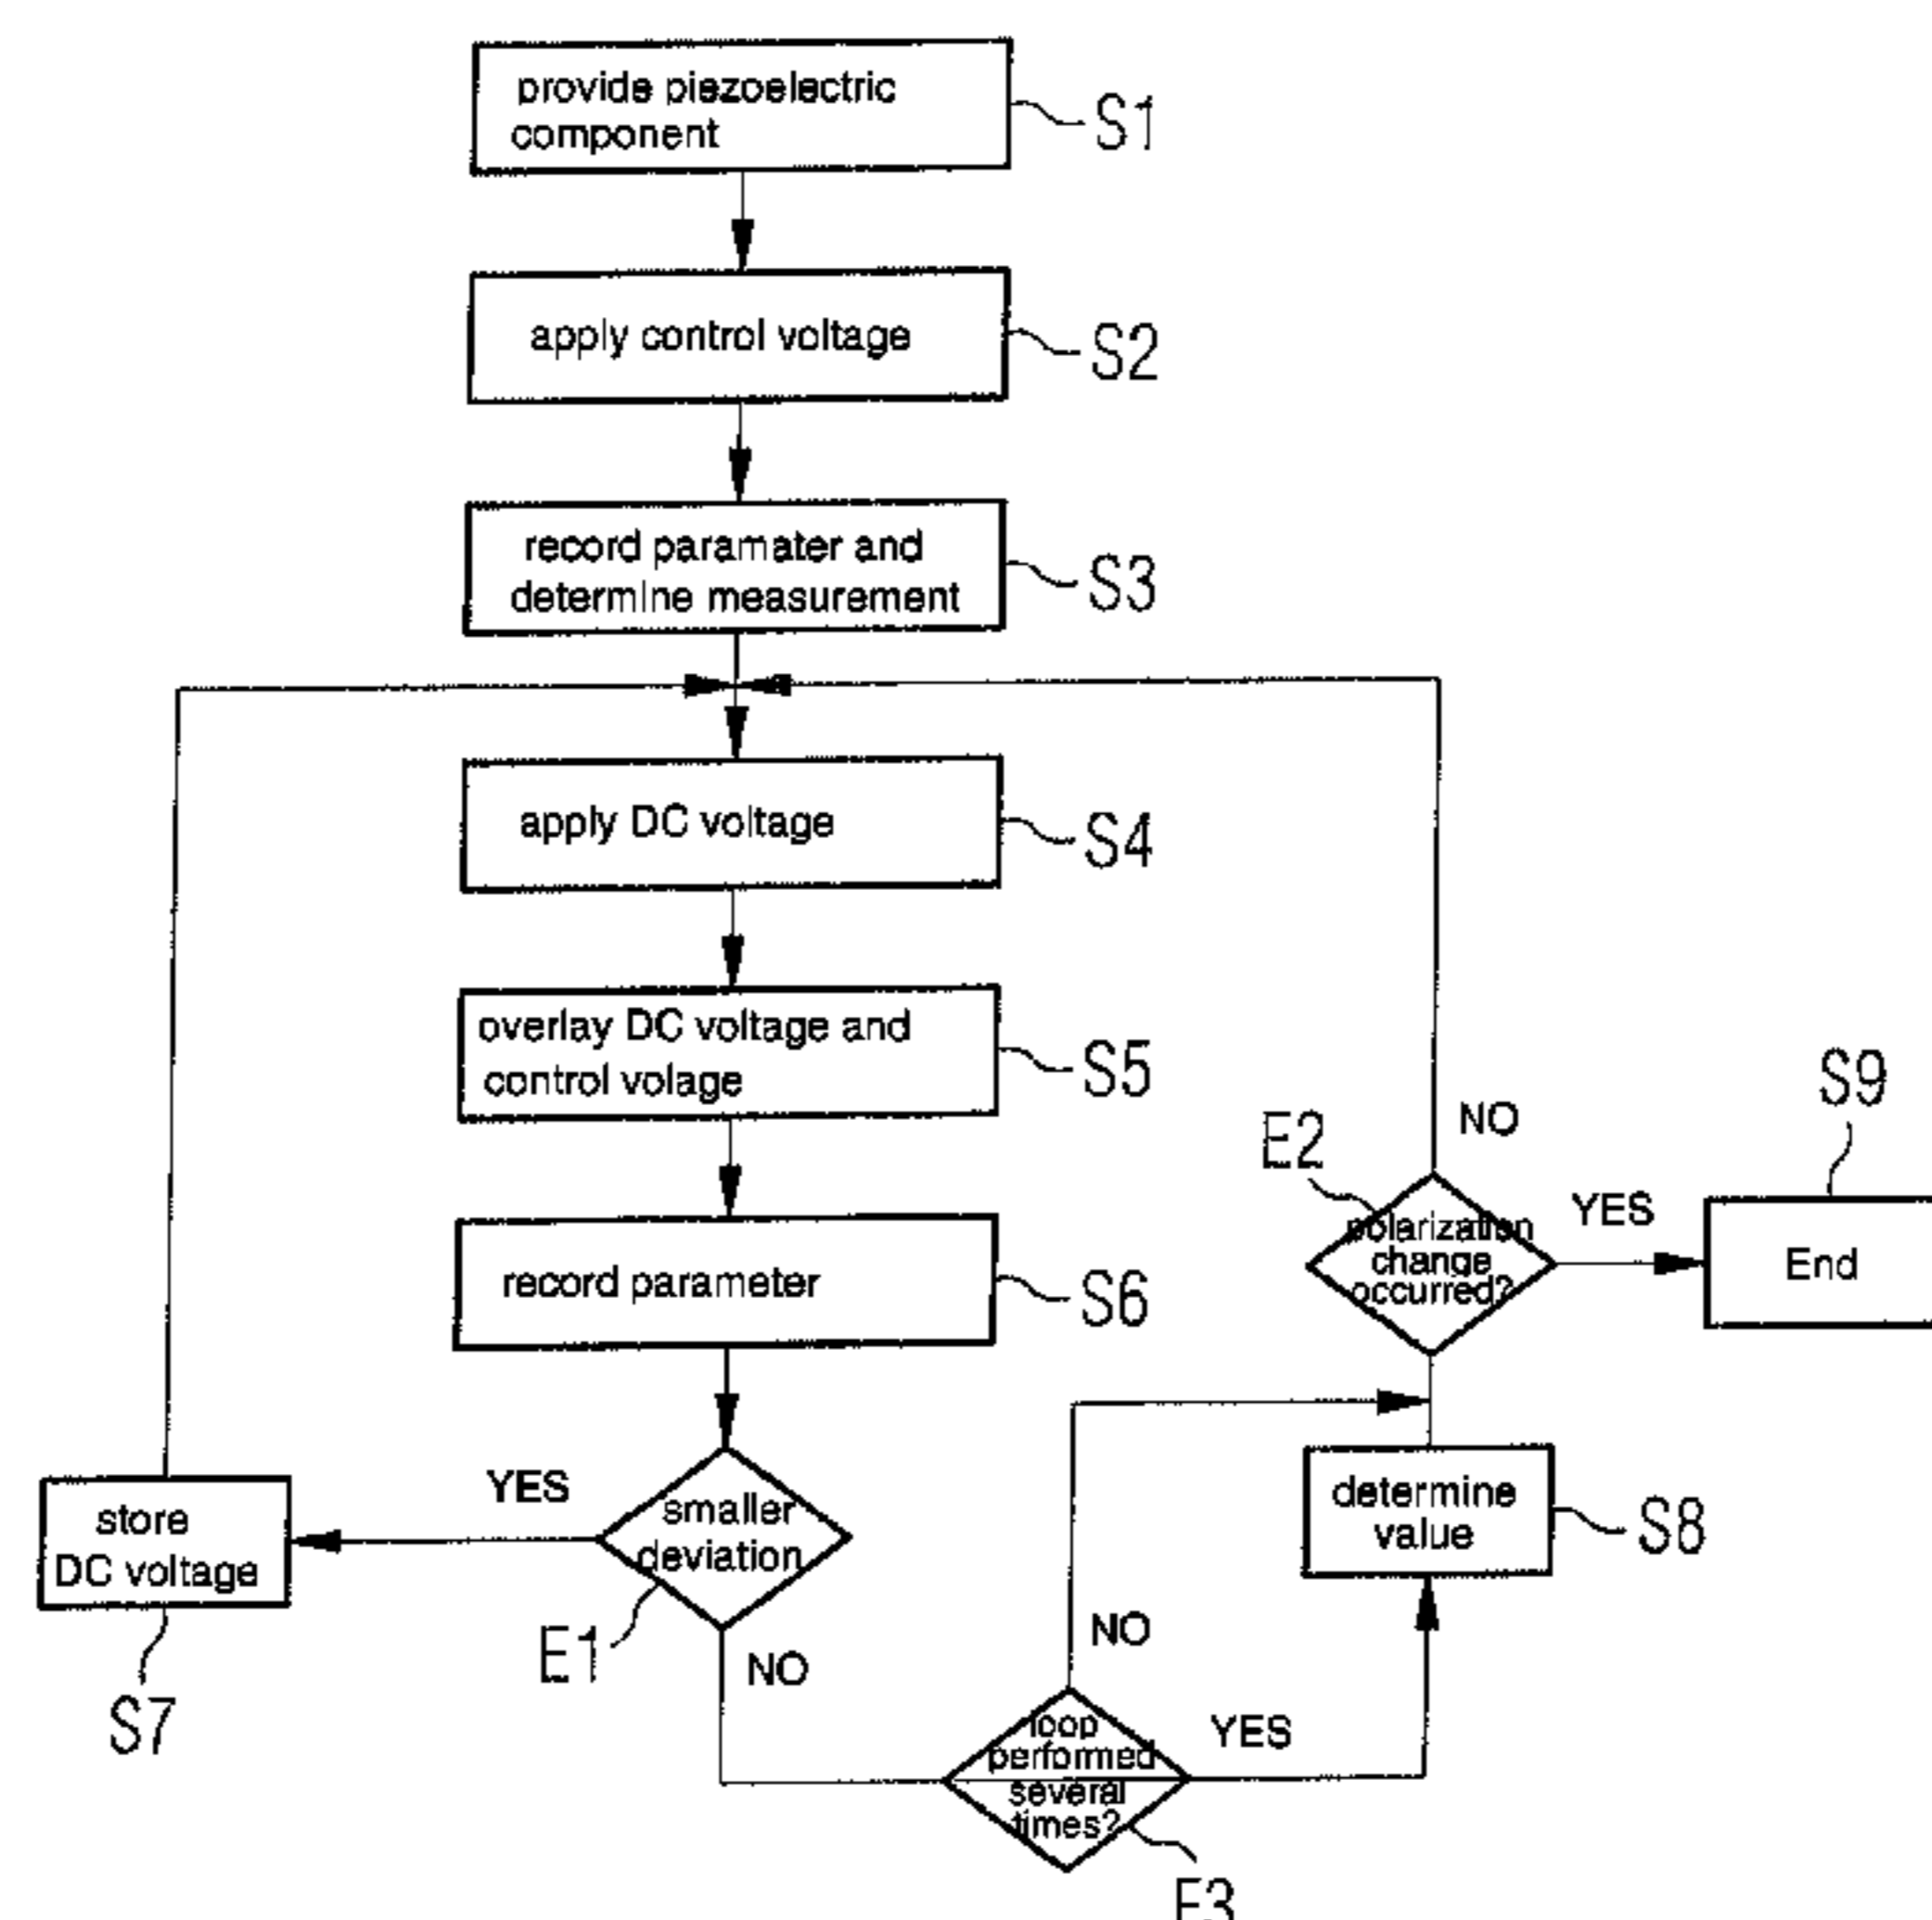 provide piezoelectric
component
S1
apply control voltage
S2
record paramater and
determine measurement
S3
apply DC voltage
S4
overlay DC voltage and
control volage
S5
record parameter
S6
smaller
deviation
E1
YES
NO
store
DC voltage
S7
loop
performed
several
times?
E3
NO
YES
determine
value
S8
polarization
change
occurred?
E2
NO
YES
End
S9